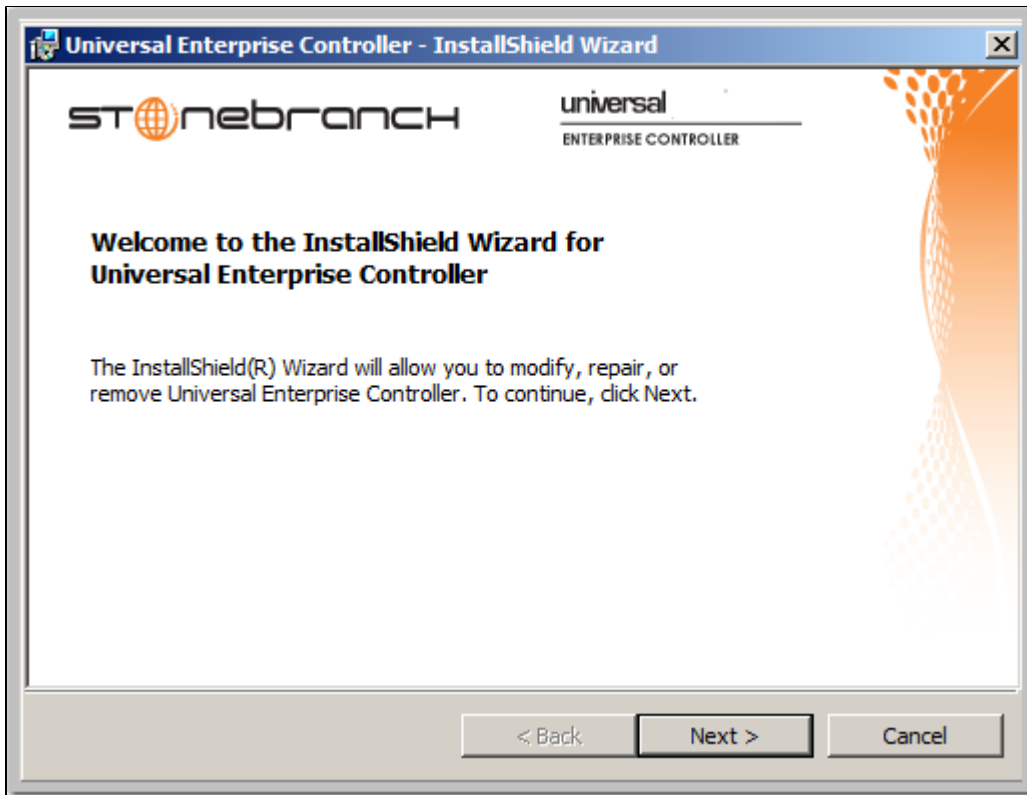 Universal Enterprise Controller - InstallShield Wizard
stonebranch
universal
ENTERPRISE CONTROLLER
Welcome to the InstallShield Wizard for
Universal Enterprise Controller
The InstallShield(R) Wizard will allow you to modify, repair, or
remove Universal Enterprise Controller. To continue, click Next.
< Back
Next >
Cancel